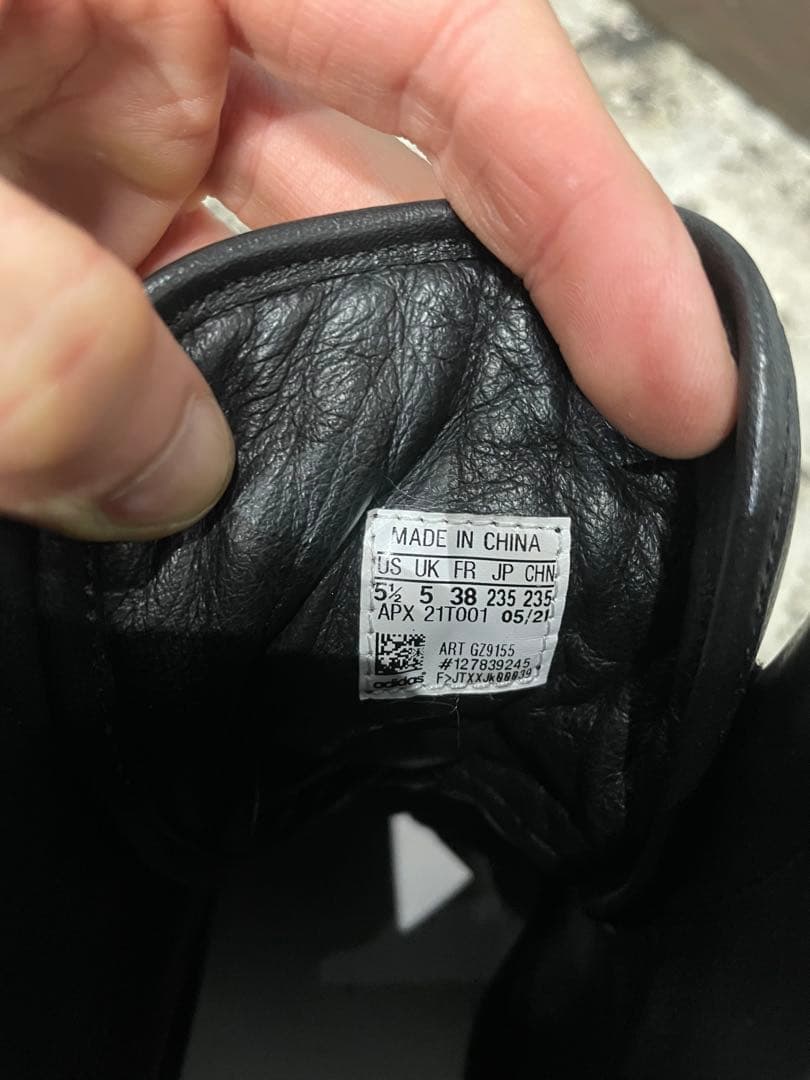 MADE IN CHINA
US UK FR JP CHN
5½ 5 38 235 235
APX 21T001 05/21
ART GZ9155
#127839245
adidas F>JTXXJk00039